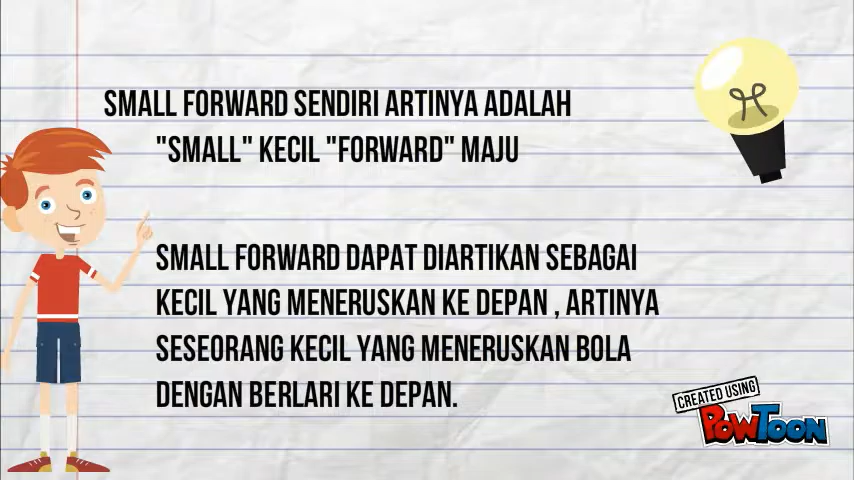 SMALL FORWARD SENDIRI ARTINYA ADALAH
"SMALL" KECIL "FORWARD" MAJU
SMALL FORWARD DAPAT DIARTIKAN SEBAGAI
KECIL YANG MENERUSKAN KE DEPAN , ARTINYA
SESEORANG KECIL YANG MENERUSKAN BOLA
DENGAN BERLARI KE DEPAN.
CREATED USING
POWTOON